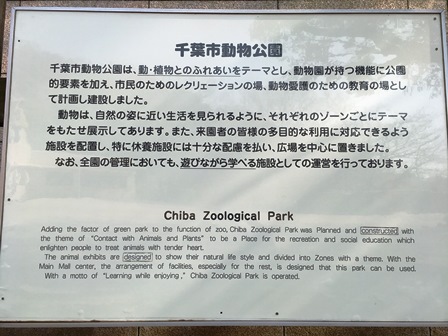 千葉市動物公園
千葉市動物公園は、動・植物とのふれあいをテーマとし、動物園が持つ機能に公園
的要素を加え、市民のためのレクリェーションの場、動物愛護のための教育の場とし
て計画し建設しました。
動物は、自然の姿に近い生活を見られるように、それぞれのゾーンごとにテーマ
をもたせ展示してあります。また、来園者の皆様の多目的な利用に対応できるよう
施設を配置し、特に休養施設には十分な配慮を払い、広場を中心に置きました。
なお、全園の管理においても、遊びながら学べる施設としての運営を行っております。
Chiba Zoological Park
Adding the factor of green park to the function of zoo, Chiba Zoological Park was Planned and constructed with
the theme of "Contact with Animals and Plants" to be a Place for the recreation and social education which
enlighten people to treat animals with tender heart.
The animal exhibits are designed to show their natural life style and divided into Zones with a theme. With the
Main Mall center, the arrangement of facilities, especially for the rest, is designed that this park can be used.
With a motto of "Learning while enjoying," Chiba Zoological Park is operated.